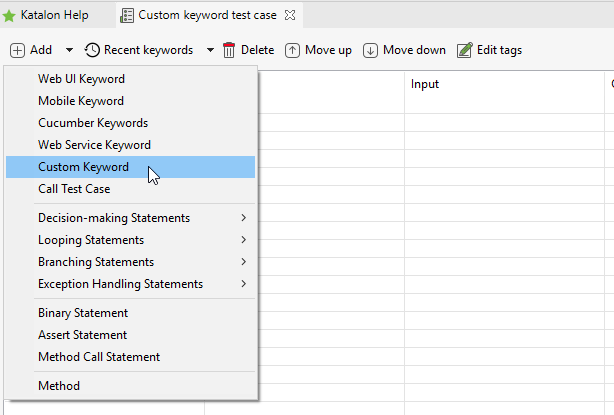 Katalon Help
Custom keyword test case
Add
Recent keywords
Delete
Move up
Move down
Edit tags
Input
Web UI Keyword
Mobile Keyword
Cucumber Keywords
Web Service Keyword
Custom Keyword
Call Test Case
Decision-making Statements
Looping Statements
Branching Statements
Exception Handling Statements
Binary Statement
Assert Statement
Method Call Statement
Method